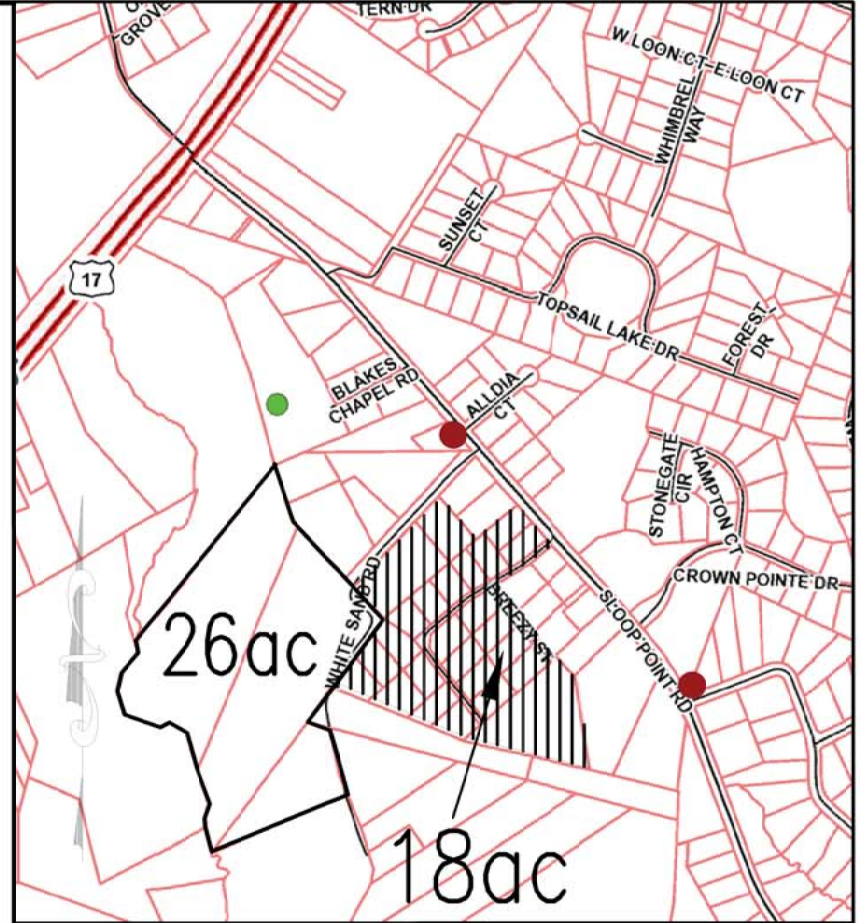 GROVE
TERN DR
W LOON CT
E LOON CT
WHIMBREL
WAY
SUNSET
CT
17
TOPSAIL LAKE DR
FOREST
DR
BLAKES
CHAPEL RD
ALLDIA
CT
STONEGATE
CIR
HAMPTON CT
CROWN POINTE DR
WHITE SAND RD
BREEZY ST
SLOOP POINT RD
26ac
18ac